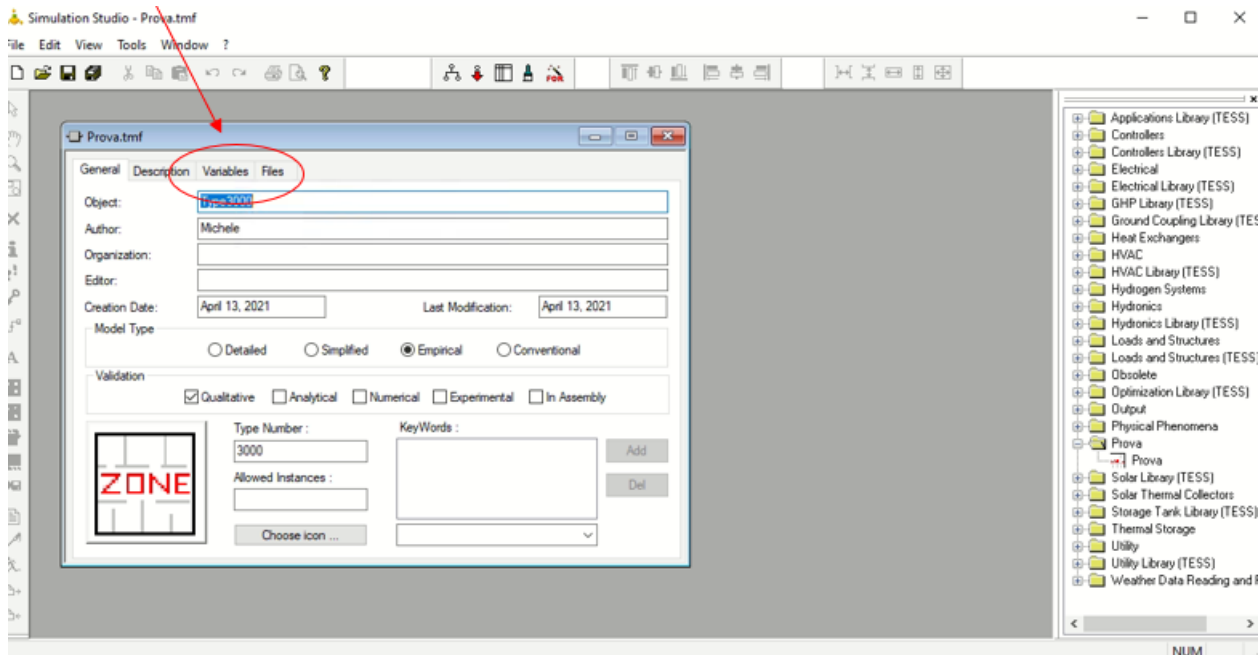 Simulation Studio - Prova.tmf
File Edit View Tools Window ?
FOR
Prova.tmf
General Description Variables Files
Object: Type3000
Author: Michele
Organization:
Editor:
Creation Date: April 13, 2021 Last Modification: April 13, 2021
Model Type
Detailed Simplified Empirical Conventional
Validation
Qualitative Analytical Numerical Experimental In Assembly
Type Number :
3000
Allowed Instances :
Choose icon ...
KeyWords :
Add
Del
ZONE
Applications Library (TESS)
Controllers
Controllers Library (TESS)
Electrical
Electrical Library (TESS)
GHP Library (TESS)
Ground Coupling Library (TES
Heat Exchangers
HVAC
HVAC Library (TESS)
Hydrogen Systems
Hydronics
Hydronics Library (TESS)
Loads and Structures
Loads and Structures (TESS)
Obsolete
Optimization Library (TESS)
Output
Physical Phenomena
Prova
Prova
Solar Library (TESS)
Solar Thermal Collectors
Storage Tank Library (TESS)
Thermal Storage
Utility
Utility Library (TESS)
Weather Data Reading and
NUM